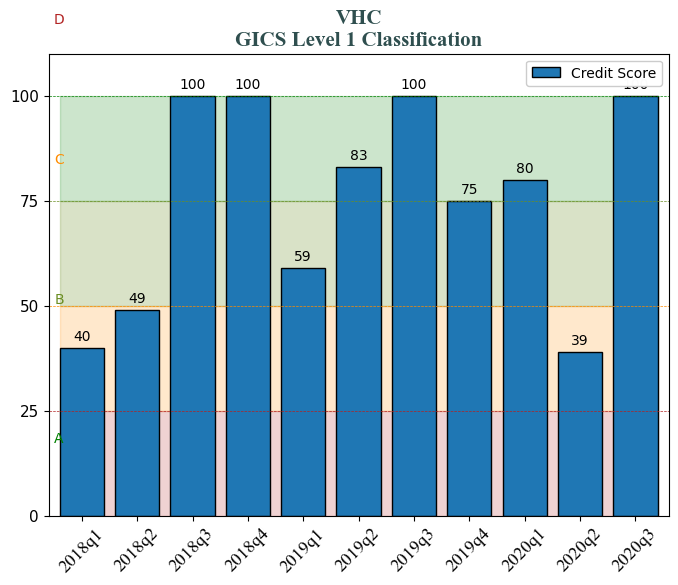 D
VHC
GICS Level 1 Classification
Credit Score
100
100
100
100
100
C
83
80
75
75
59
B
50
49
40
39
25
A
0
2018q1
2018q2
2018q3
2018q4
2019q1
2019q2
2019q3
2019q4
2020q1
2020q2
2020q3